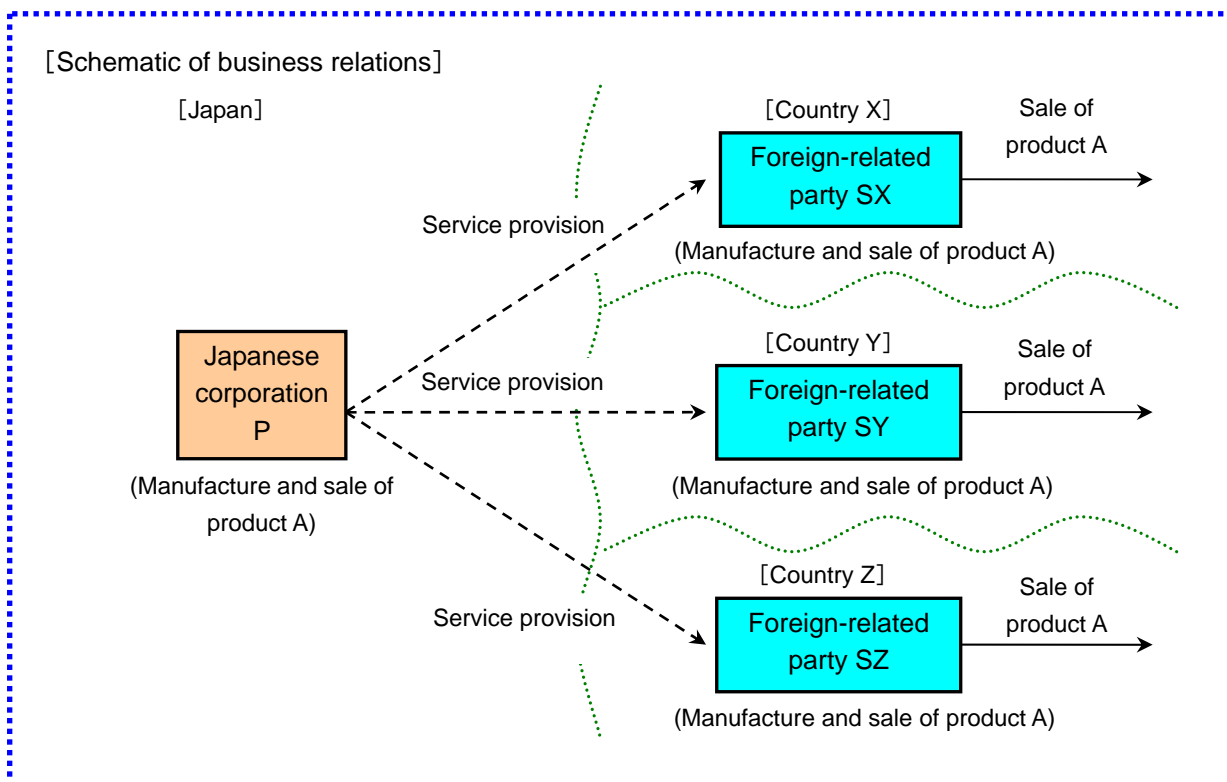 ［Schematic of business relations］
［Japan］
［Country X］
Sale of
product A
Foreign-related
party SX
Service provision
(Manufacture and sale of product A)
Japanese
corporation
P
(Manufacture and sale of
product A)
［Country Y］
Sale of
product A
Service provision
Foreign-related
party SY
(Manufacture and sale of product A)
［Country Z］
Sale of
product A
Service provision
Foreign-related
party SZ
(Manufacture and sale of product A)